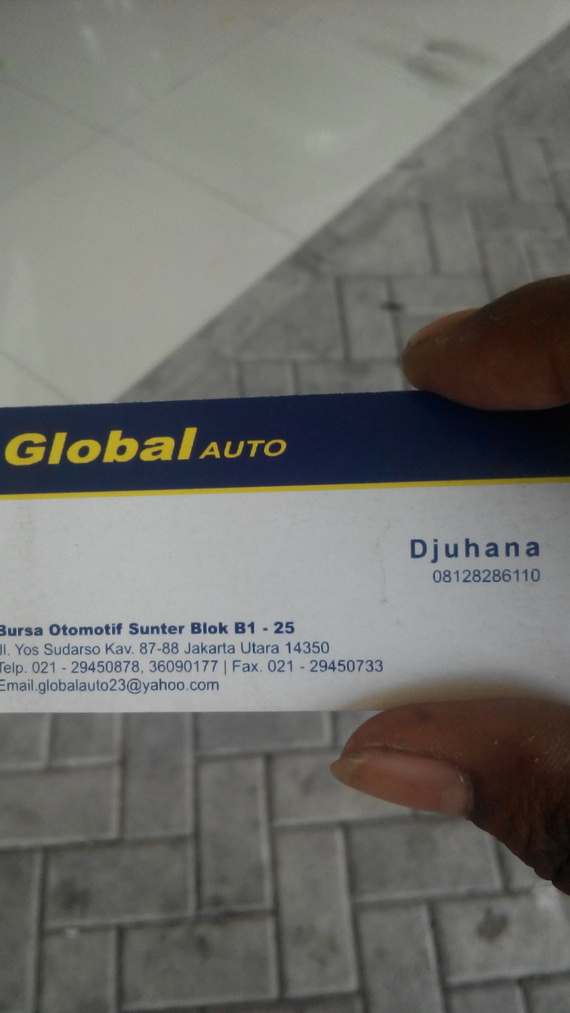 Global AUTO
Djuhana
08128286110
Bursa Otomotif Sunter Blok B1 - 25
Jl. Yos Sudarso Kav. 87-88 Jakarta Utara 14350
Telp. 021 - 29450878, 36090177 | Fax. 021 - 29450733
Email.globalauto23@yahoo.com